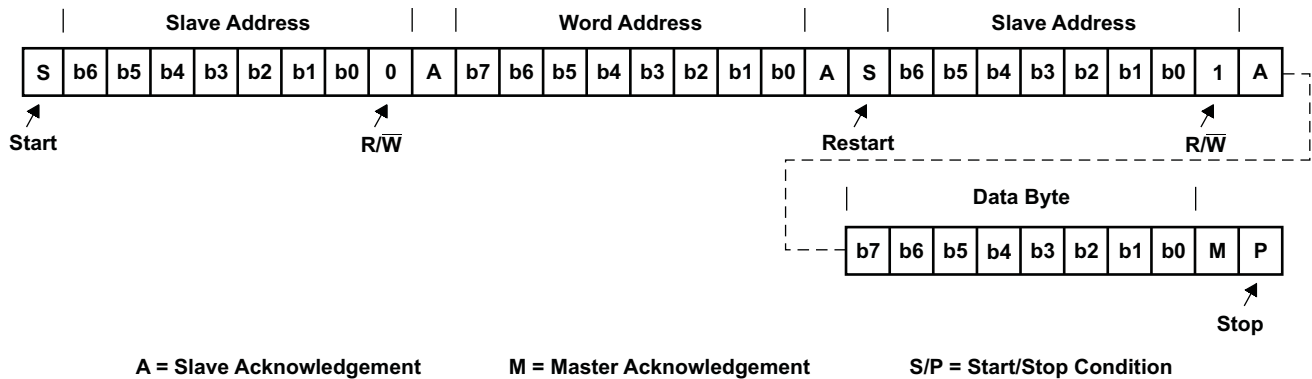 Slave Address Word Address Slave Address
S b6 b5 b4 b3 b2 b1 b0 0 A b7 b6 b5 b4 b3 b2 b1 b0 A S b6 b5 b4 b3 b2 b1 b0 1 A
Start R/W̅ Restart R/W̅
Data Byte
b7 b6 b5 b4 b3 b2 b1 b0 M P
Stop
A = Slave Acknowledgement M = Master Acknowledgement S/P = Start/Stop Condition